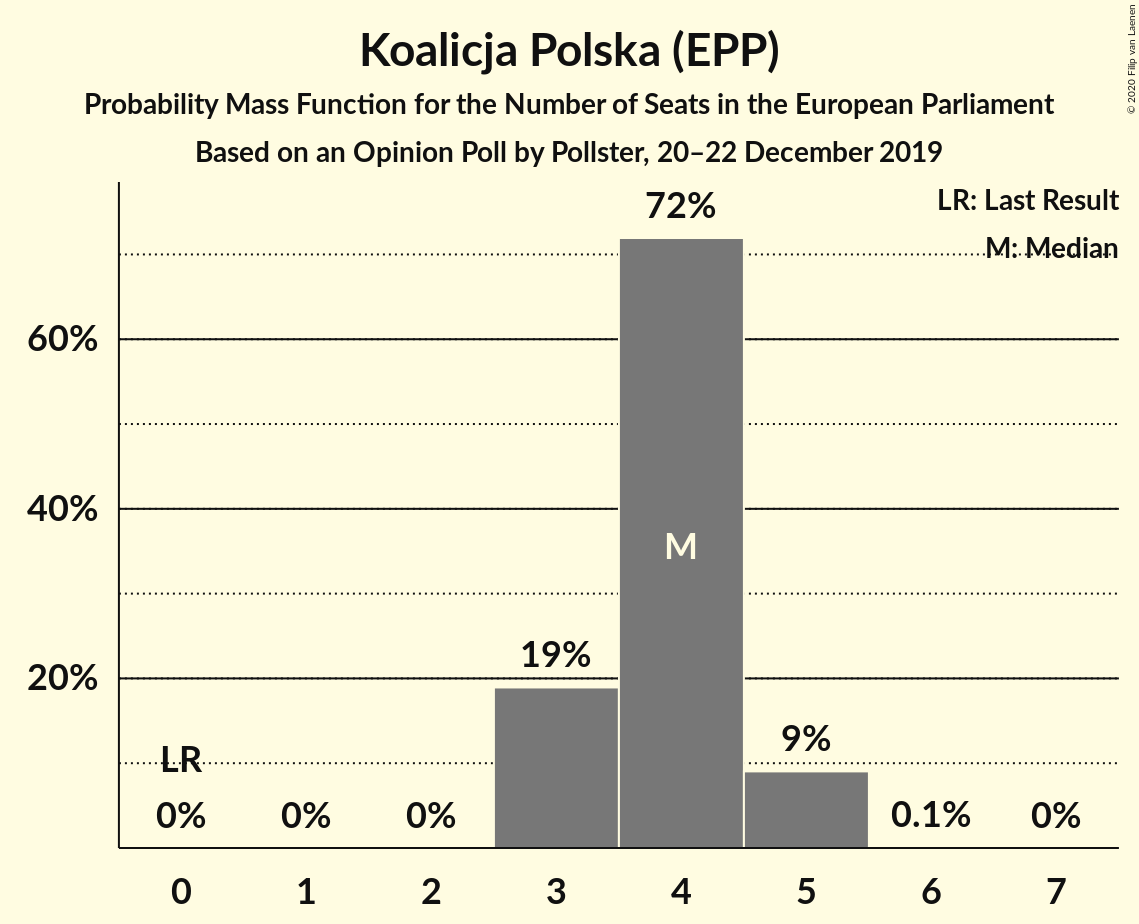 Koalicja Polska (EPP)
Probability Mass Function for the Number of Seats in the European Parliament
Based on an Opinion Poll by Pollster, 20–22 December 2019
© 2020 Filip van Laenen
LR: Last Result
M: Median
72%
60%
40%
M
19%
20%
9%
LR
0% 0% 0% 0.1% 0%
0 1 2 3 4 5 6 7